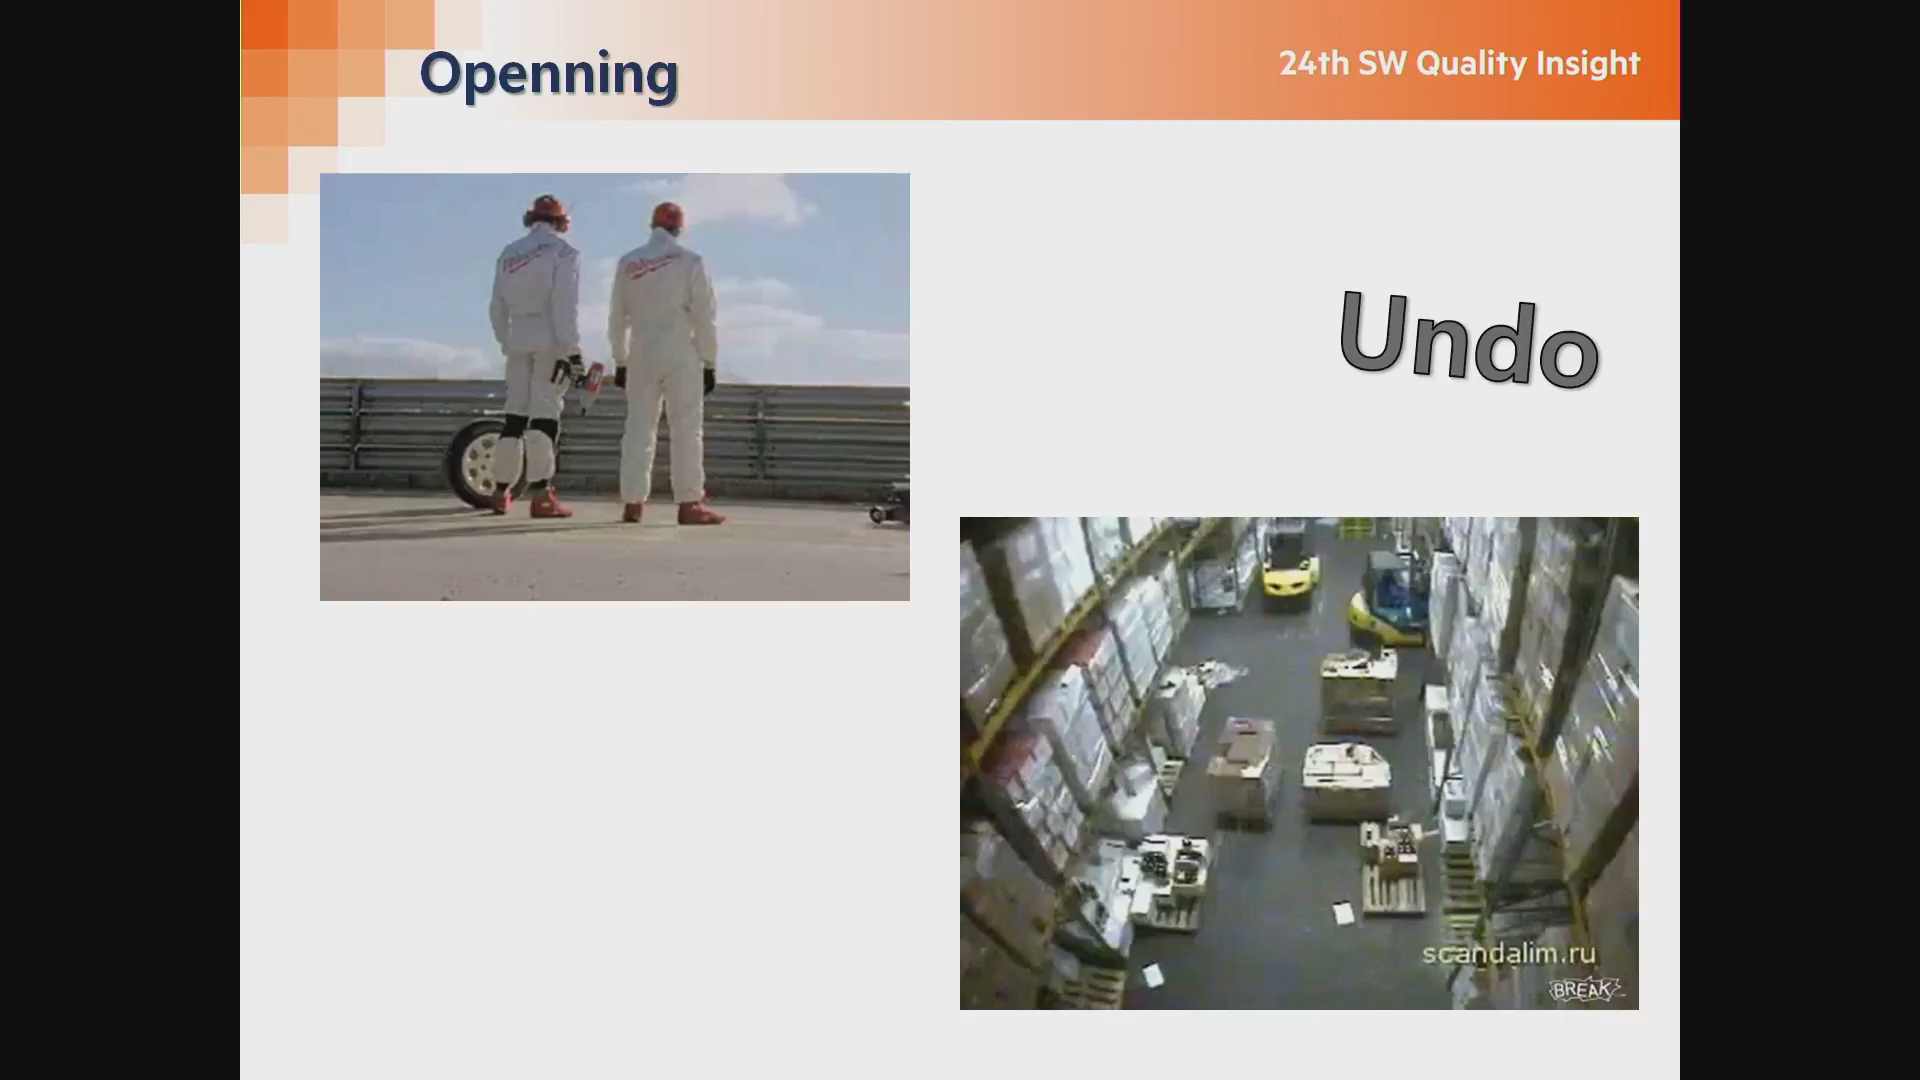 Openning
24th SW Quality Insight
Undo
scandalim.ru
BREAK